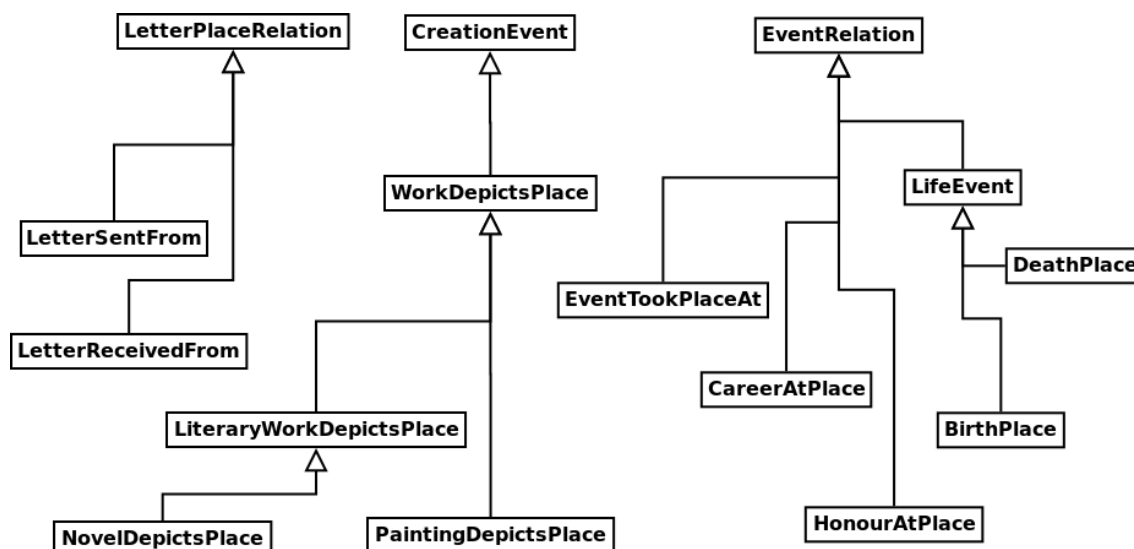 LetterPlaceRelation
CreationEvent
EventRelation
WorkDepictsPlace
LifeEvent
LetterSentFrom
DeathPlace
EventTookPlaceAt
LetterReceivedFrom
CareerAtPlace
LiteraryWorkDepictsPlace
BirthPlace
HonourAtPlace
NovelDepictsPlace
PaintingDepictsPlace